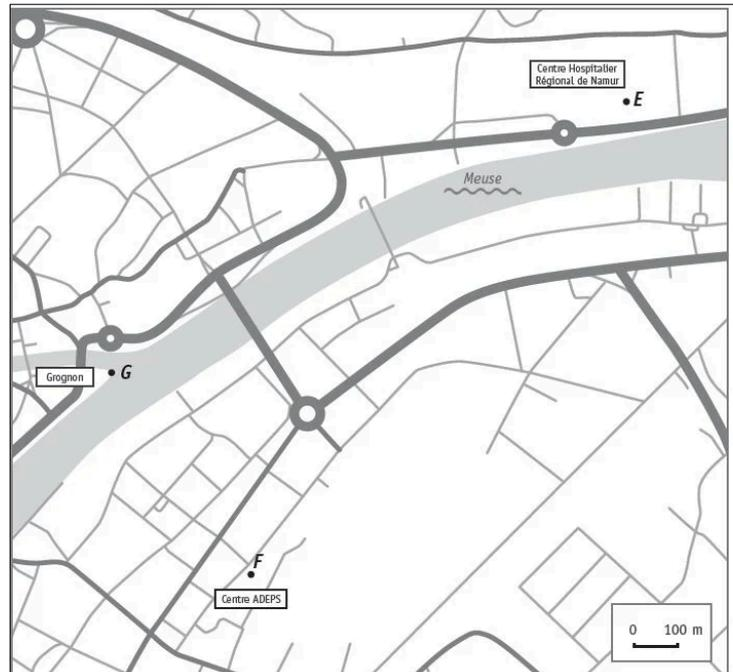 Centre Hospitalier
Régional de Namur
E
Meuse
Grognon
G
F
Centre ADEPS
0 100 m